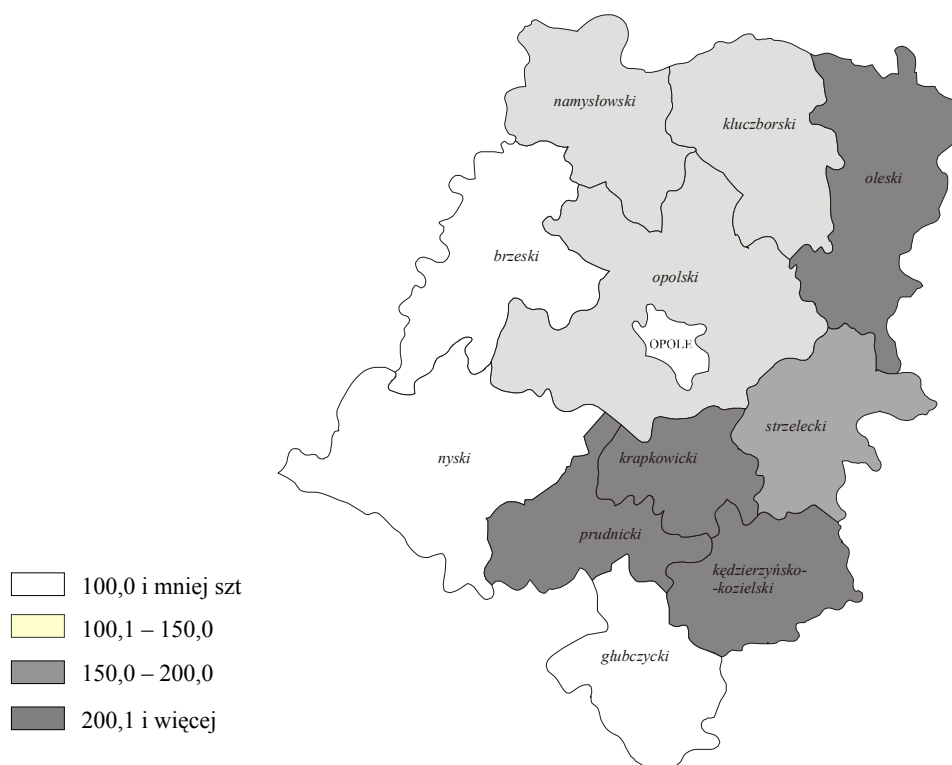 namysłowski
kluczborski
oleski
brzeski
opolski
OPOLE
strzelecki
nyski
krapkowicki
prudnicki
kędzierzyńsko-
-kozielski
głubczycki
100,0 i mniej szt
100,1 – 150,0
150,0 – 200,0
200,1 i więcej